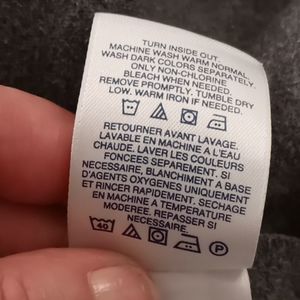 TURN INSIDE OUT.
MACHINE WASH WARM NORMAL.
WASH DARK COLORS SEPARATELY.
ONLY NON-CHLORINE
BLEACH WHEN NEEDED.
REMOVE PROMPTLY. TUMBLE DRY
LOW. WARM IRON IF NEEDED.
RETOURNER AVANT LAVAGE.
LAVABLE EN MACHINE A L'EAU
CHAUDE. LAVER LES COULEURS
FONCEES SEPAREMENT. SI
NECESSAIRE, BLANCHIMENT A BASE
D'AGENTS OXYGENES UNIQUEMENT
ET RINCER RAPIDEMENT. SECHAGE
EN MACHINE A TEMPERATURE
MODEREE. REPASSER SI
NECESSAIRE.
40 P